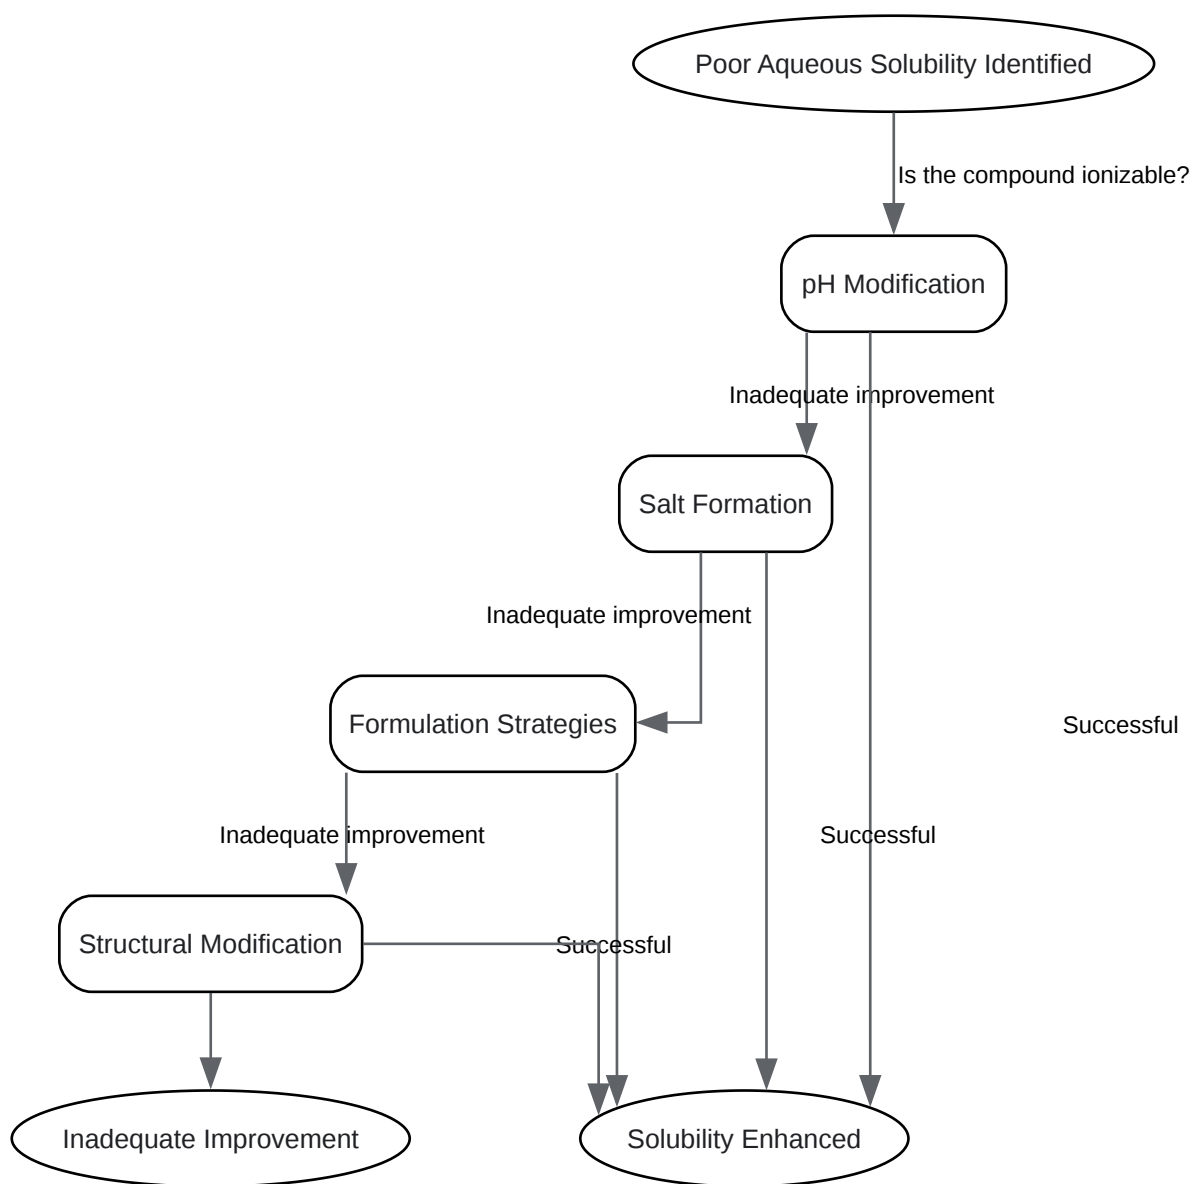 Poor Aqueous Solubility Identified
Is the compound ionizable?
pH Modification
Inadequate improvement
Salt Formation
Inadequate improvement
Formulation Strategies
Successful
Inadequate improvement
Successful
Structural Modification
Successful
Inadequate Improvement
Solubility Enhanced